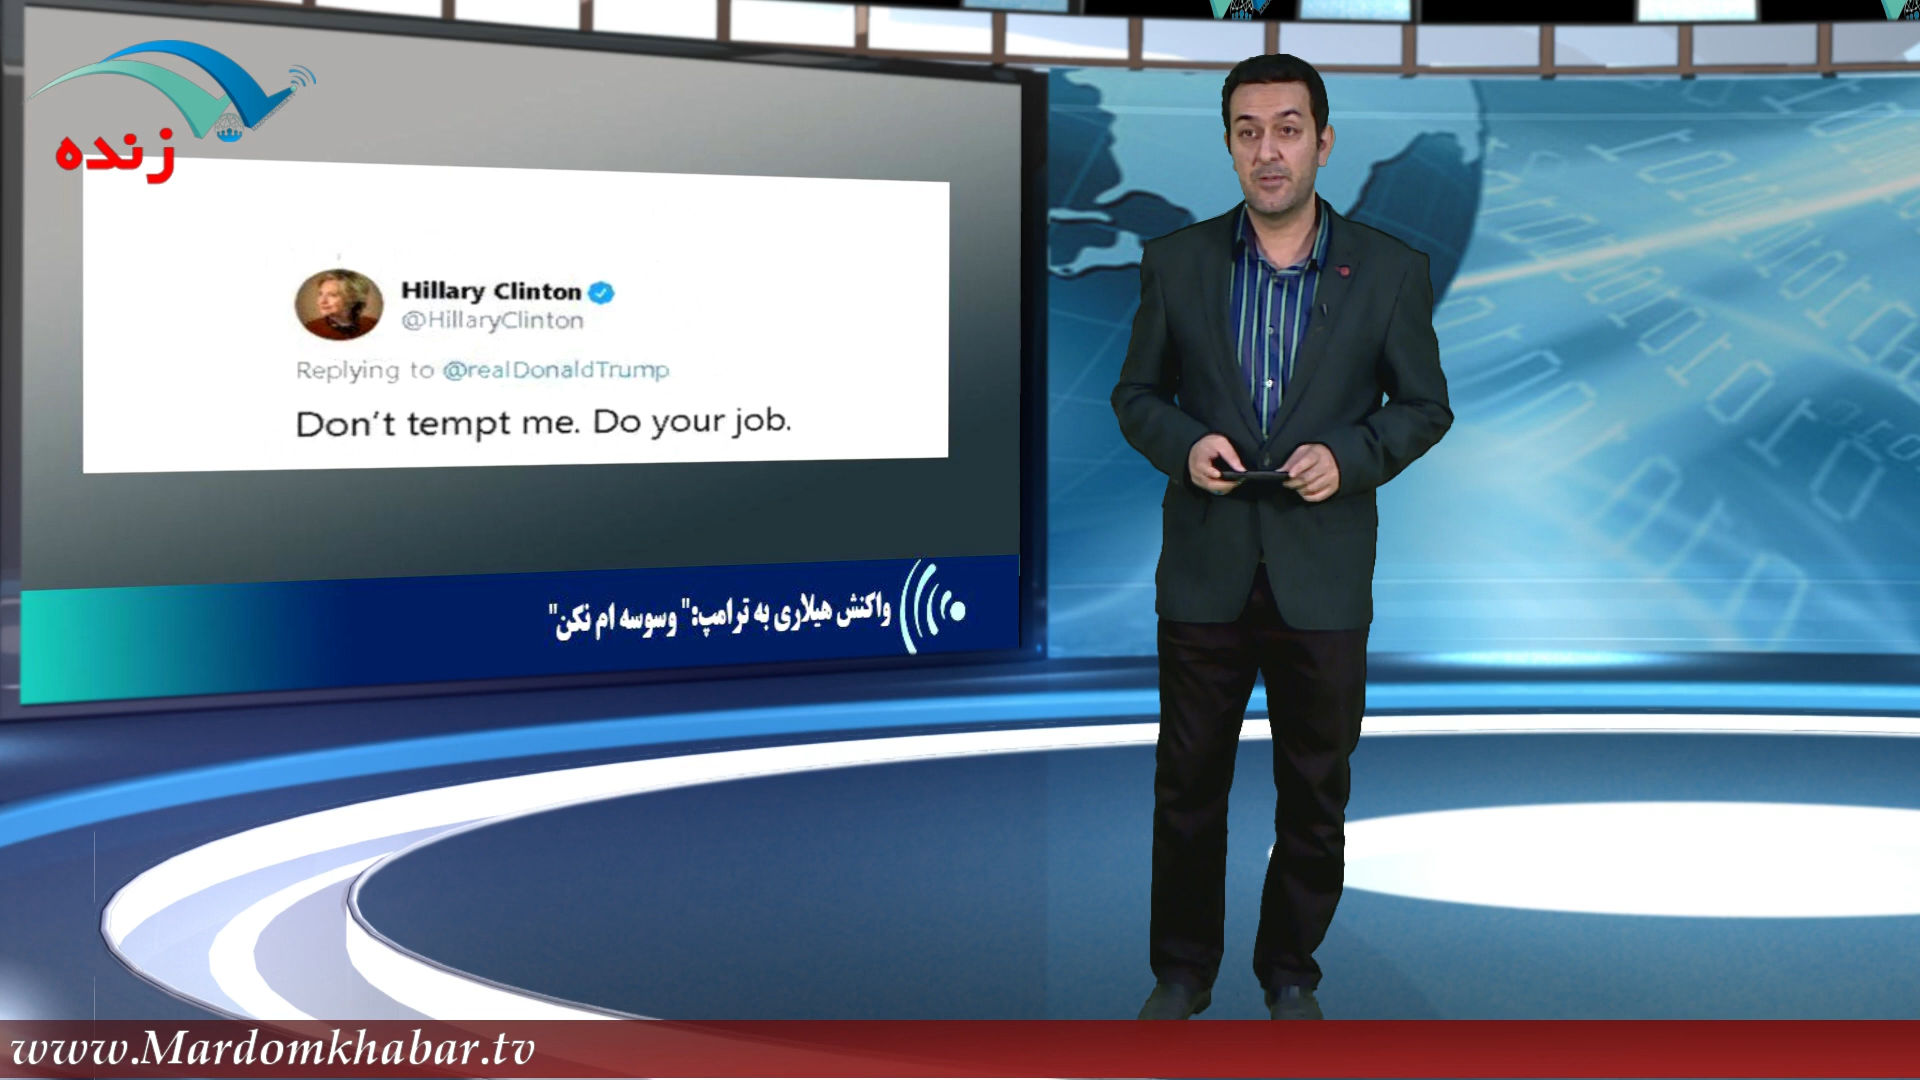 زنده
Hillary Clinton
@HillaryClinton
Replying to @realDonaldTrump
Don't tempt me. Do your job.
واکنش هیلاری به ترامپ:" وسوسه ام نکن"
www.Mardomkhabar.tv